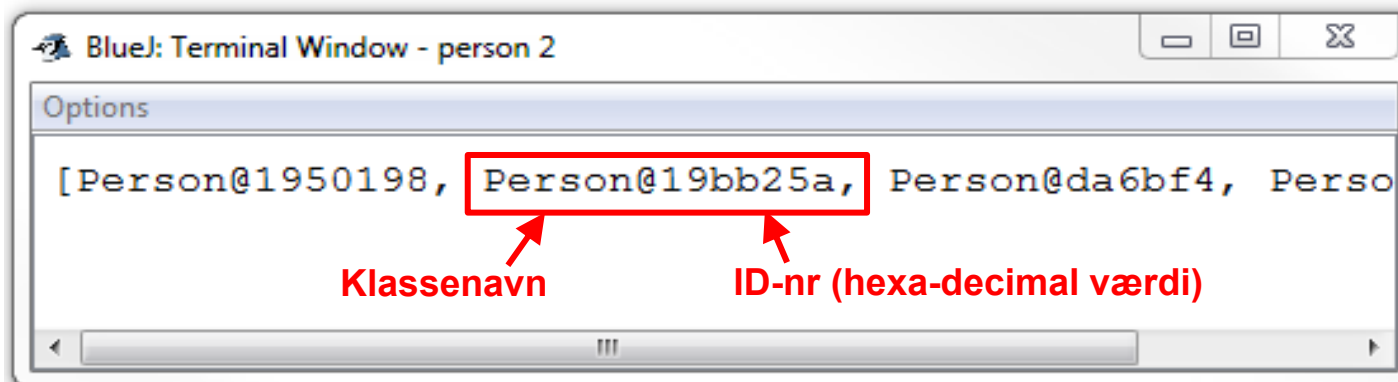 BlueJ: Terminal Window - person 2
Options
[Person@1950198, Person@19bb25a, Person@da6bf4, Perso
Klassenavn ID-nr (hexa-decimal værdi)